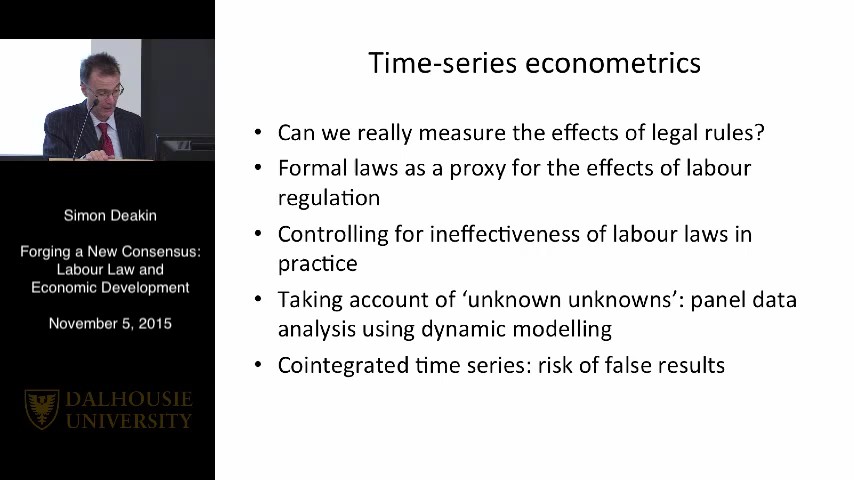 Time-series econometrics
• Can we really measure the effects of legal rules?
• Formal laws as a proxy for the effects of labour
regulation
• Controlling for ineffectiveness of labour laws in
practice
• Taking account of ‘unknown unknowns’: panel data
analysis using dynamic modelling
• Cointegrated time series: risk of false results
Simon Deakin
Forging a New Consensus:
Labour Law and
Economic Development
November 5, 2015
DALHOUSIE
UNIVERSITY